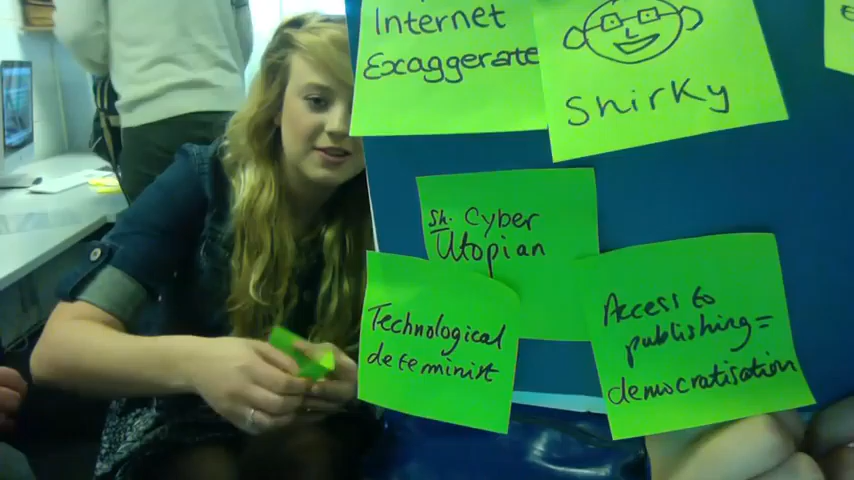 Internet
Exaggerate
Shirky
Sh. Cyber
Utopian
Technological
determinist
Access to
publishing =
democratisation